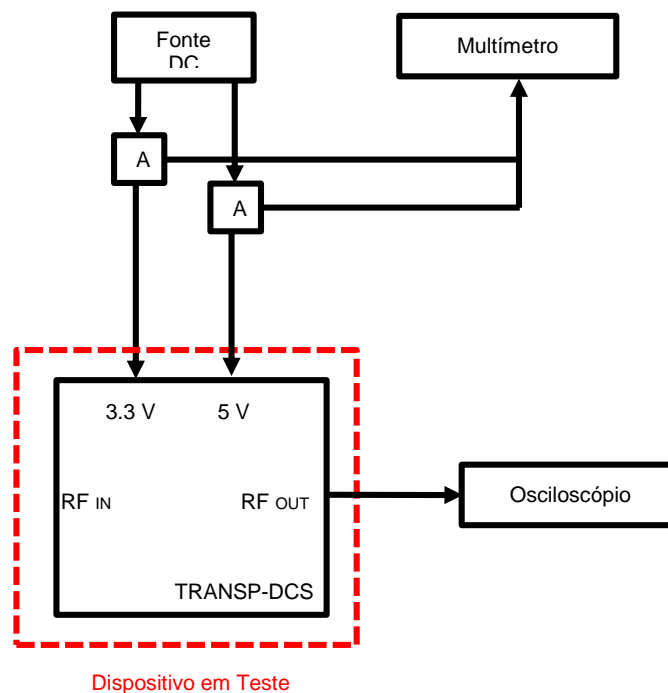 Fonte
DC
Multímetro
A
A
3.3 V 5 V
RF IN RF OUT
Osciloscópio
TRANSP-DCS
Dispositivo em Teste